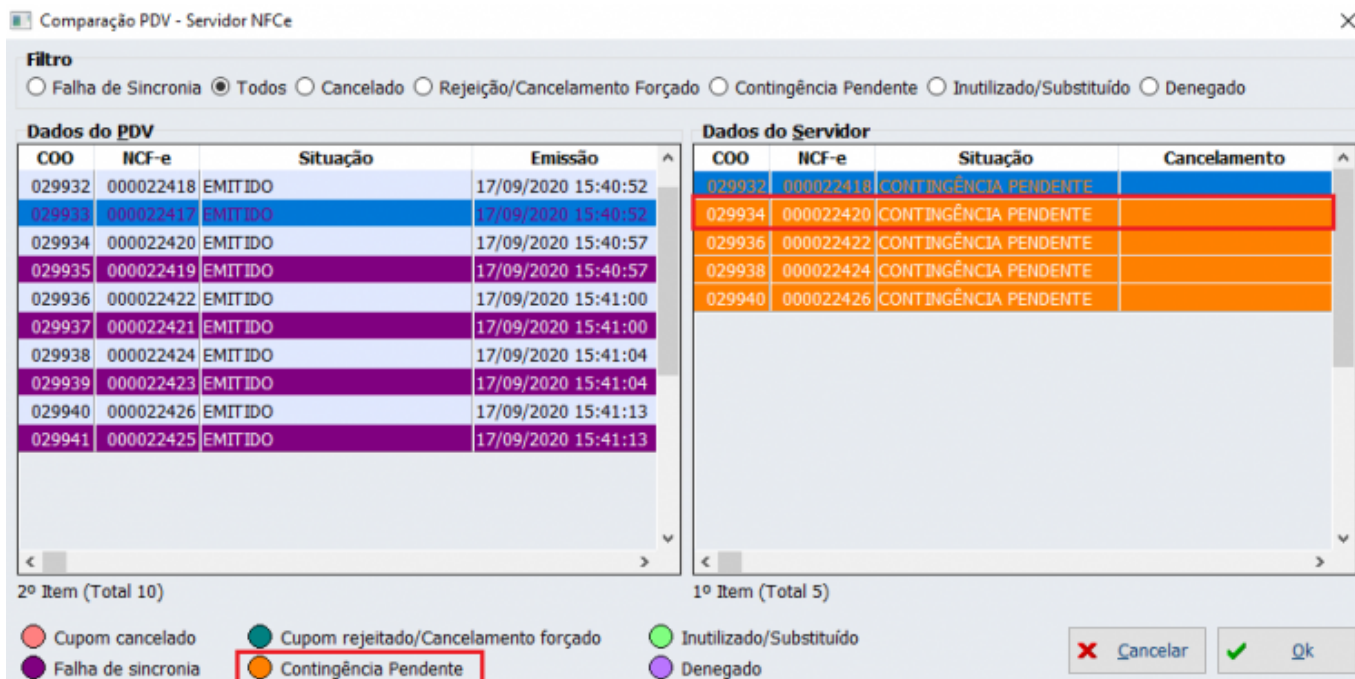 Comparação PDV - Servidor NFCe
Filtro
Falha de Sincronia Todos Cancelado Rejeição/Cancelamento Forçado Contingência Pendente Inutilizado/Substituído Denegado
Dados do PDV
COO NCF-e Situação Emissão
029932 000022418 EMITIDO 17/09/2020 15:40:52
029933 000022417 EMITIDO 17/09/2020 15:40:52
029934 000022420 EMITIDO 17/09/2020 15:40:57
029935 000022419 EMITIDO 17/09/2020 15:40:57
029936 000022422 EMITIDO 17/09/2020 15:41:00
029937 000022421 EMITIDO 17/09/2020 15:41:00
029938 000022424 EMITIDO 17/09/2020 15:41:04
029939 000022423 EMITIDO 17/09/2020 15:41:04
029940 000022426 EMITIDO 17/09/2020 15:41:13
029941 000022425 EMITIDO 17/09/2020 15:41:13
2º Item (Total 10)
Dados do Servidor
COO NCF-e Situação Cancelamento
029932 000022418 CONTINGÊNCIA PENDENTE
029934 000022420 CONTINGÊNCIA PENDENTE
029936 000022422 CONTINGÊNCIA PENDENTE
029938 000022424 CONTINGÊNCIA PENDENTE
029940 000022426 CONTINGÊNCIA PENDENTE
1º Item (Total 5)
Cupom cancelado Cupom rejeitado/Cancelamento forçado Inutilizado/Substituído
Falha de sincronia Contingência Pendente Denegado
Cancelar Ok